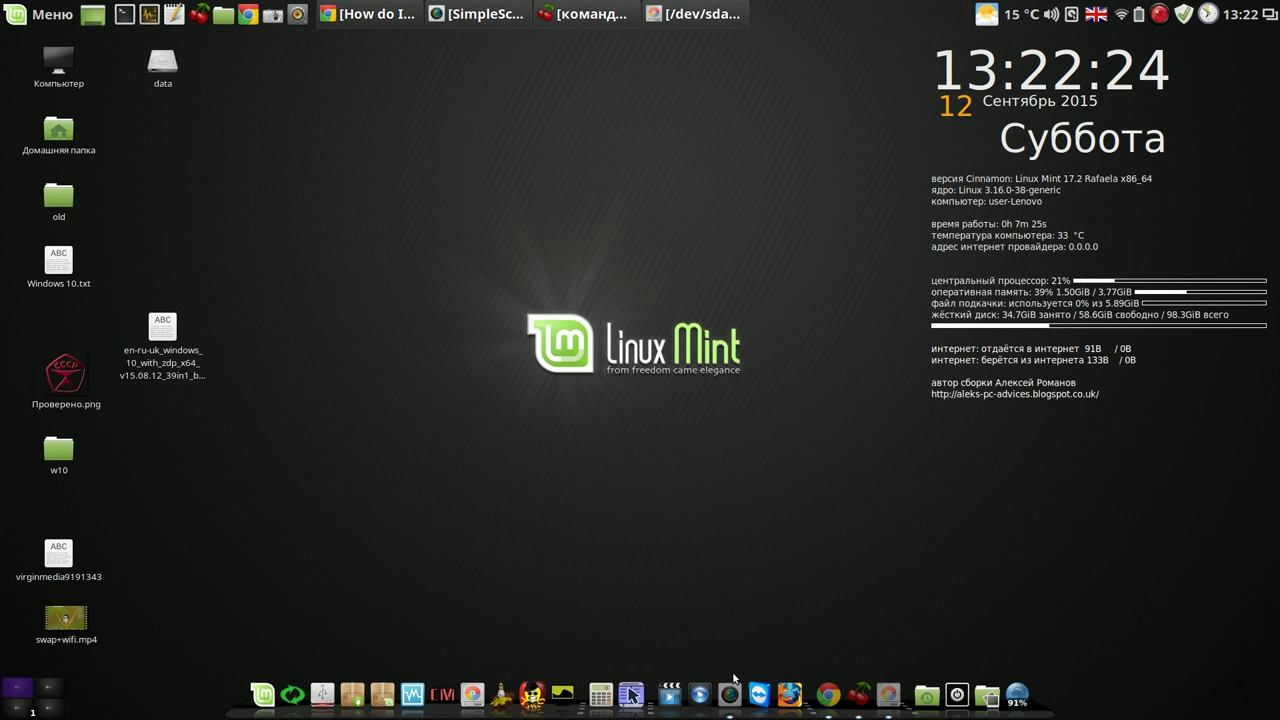 Меню
[How do I...
[SimpleSc...
[команд...
[/dev/sda...
15 °C
13:22
Компьютер
data
Домашняя папка
old
ABC
Windows 10.txt
ABC
en-ru-uk_windows_
10_with_zdp_x64_
v15.08.12_39in1_b...
СССР
Проверено.png
w10
ABC
virginmedia9191343
swap+wifi.mp4
Linux Mint
from freedom came elegance
13:22:24
12 Сентябрь 2015
Суббота
версия Cinnamon: Linux Mint 17.2 Rafaela x86_64
ядро: Linux 3.16.0-38-generic
компьютер: user-Lenovo
время работы: 0h 7m 25s
температура компьютера: 33 °C
адрес интернет провайдера: 0.0.0.0
центральный процессор: 21%
оперативная память: 39% 1.50GiB / 3.77GiB
файл подкачки: используется 0% из 5.89GiB
жёсткий диск: 34.7GiB занято / 58.6GiB свободно / 98.3GiB всего
интернет: отдаётся в интернет 91B / 0B
интернет: берётся из интернета 133B / 0B
автор сборки Алексей Романов
http://aleks-pc-advices.blogspot.co.uk/
1
91%